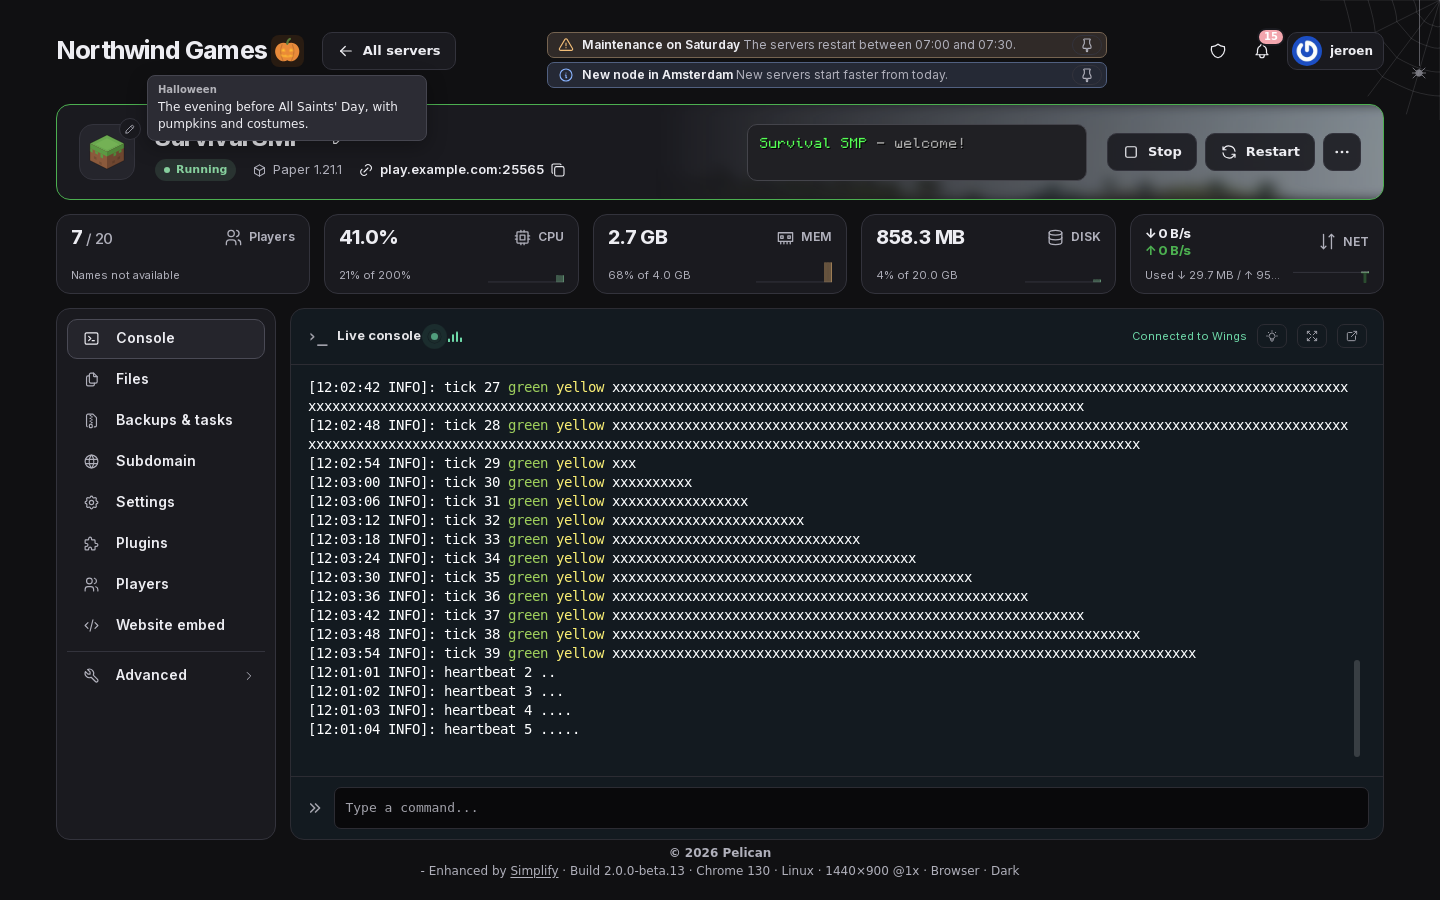 Northwind Games
All servers
Maintenance on Saturday The servers restart between 07:00 and 07:30.
New node in Amsterdam New servers start faster from today.
15
jeroen
Halloween
The evening before All Saints' Day, with
pumpkins and costumes.
Survival SMP
Running
Paper 1.21.1
play.example.com:25565
Survival SMP - welcome!
Stop
Restart
7 / 20
Players
Names not available
41.0%
CPU
21% of 200%
2.7 GB
MEM
68% of 4.0 GB
858.3 MB
DISK
4% of 20.0 GB
↓ 0 B/s
↑ 0 B/s
NET
Used ↓ 29.7 MB / ↑ 95...
Console
Files
Backups & tasks
Subdomain
Settings
Plugins
Players
Website embed
Advanced
Live console
Connected to Wings
[12:02:42 INFO]: tick 27 green yellow xxxxxxxxxxxxxxxxxxxxxxxxxxxxxxxxxxxxxxxxxxxxxxxxxxxxxxxxxxxxxxxxxxxxxxxxxxxxxxxxxxxxxxxxxxxx
xxxxxxxxxxxxxxxxxxxxxxxxxxxxxxxxxxxxxxxxxxxxxxxxxxxxxxxxxxxxxxxxxxxxxxxxxxxxxxxxxxxxxxxxxxxxxxxxx
[12:02:48 INFO]: tick 28 green yellow xxxxxxxxxxxxxxxxxxxxxxxxxxxxxxxxxxxxxxxxxxxxxxxxxxxxxxxxxxxxxxxxxxxxxxxxxxxxxxxxxxxxxxxxxxxx
xxxxxxxxxxxxxxxxxxxxxxxxxxxxxxxxxxxxxxxxxxxxxxxxxxxxxxxxxxxxxxxxxxxxxxxxxxxxxxxxxxxxxxxxxxxxxxxxxxxxxxxx
[12:02:54 INFO]: tick 29 green yellow xxx
[12:03:00 INFO]: tick 30 green yellow xxxxxxxxxx
[12:03:06 INFO]: tick 31 green yellow xxxxxxxxxxxxxxxxx
[12:03:12 INFO]: tick 32 green yellow xxxxxxxxxxxxxxxxxxxxxxxx
[12:03:18 INFO]: tick 33 green yellow xxxxxxxxxxxxxxxxxxxxxxxxxxxxxxx
[12:03:24 INFO]: tick 34 green yellow xxxxxxxxxxxxxxxxxxxxxxxxxxxxxxxxxxxxxx
[12:03:30 INFO]: tick 35 green yellow xxxxxxxxxxxxxxxxxxxxxxxxxxxxxxxxxxxxxxxxxxxxx
[12:03:36 INFO]: tick 36 green yellow xxxxxxxxxxxxxxxxxxxxxxxxxxxxxxxxxxxxxxxxxxxxxxxxxxxx
[12:03:42 INFO]: tick 37 green yellow xxxxxxxxxxxxxxxxxxxxxxxxxxxxxxxxxxxxxxxxxxxxxxxxxxxxxxxxxxx
[12:03:48 INFO]: tick 38 green yellow xxxxxxxxxxxxxxxxxxxxxxxxxxxxxxxxxxxxxxxxxxxxxxxxxxxxxxxxxxxxxxxxxx
[12:03:54 INFO]: tick 39 green yellow xxxxxxxxxxxxxxxxxxxxxxxxxxxxxxxxxxxxxxxxxxxxxxxxxxxxxxxxxxxxxxxxxxxxxxxxx
[12:01:01 INFO]: heartbeat 2 ..
[12:01:02 INFO]: heartbeat 3 ...
[12:01:03 INFO]: heartbeat 4 ....
[12:01:04 INFO]: heartbeat 5 .....
Type a command...
© 2026 Pelican
- Enhanced by Simplify · Build 2.0.0-beta.13 · Chrome 130 · Linux · 1440×900 @1x · Browser · Dark